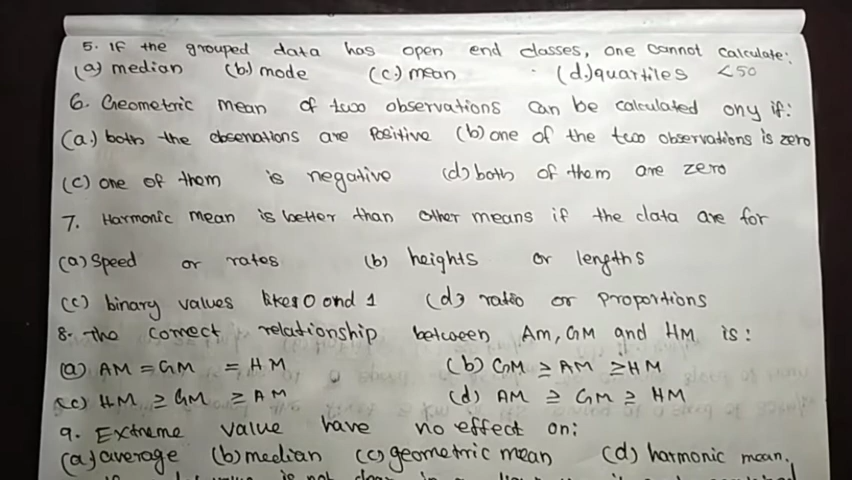 5. If the grouped data has open end classes, one cannot calculate:
(a) median (b) mode (c) mean (d.) quartiles <50
6. Geometric mean of two observations can be calculated ony if:
(a.) both the observations are Positive (b) one of the two observations is zero
(c) one of them is negative (d) both of them are zero
7. Harmonic mean is better than other means if the data are for
(a) Speed or rates (b) heights or lengths
(c) binary values likes 0 and 1 (d) ratio or Proportions
8. the correct relationship between Am, GM and HM is:
(a) AM = GM = HM (b) GM ≥ AM ≥ HM
(c) HM ≥ GM ≥ AM (d) AM ≥ GM ≥ HM
9. Extreme value have no effect on:
(a) average (b) median (c) geometric mean (d) harmonic mean.
value is not